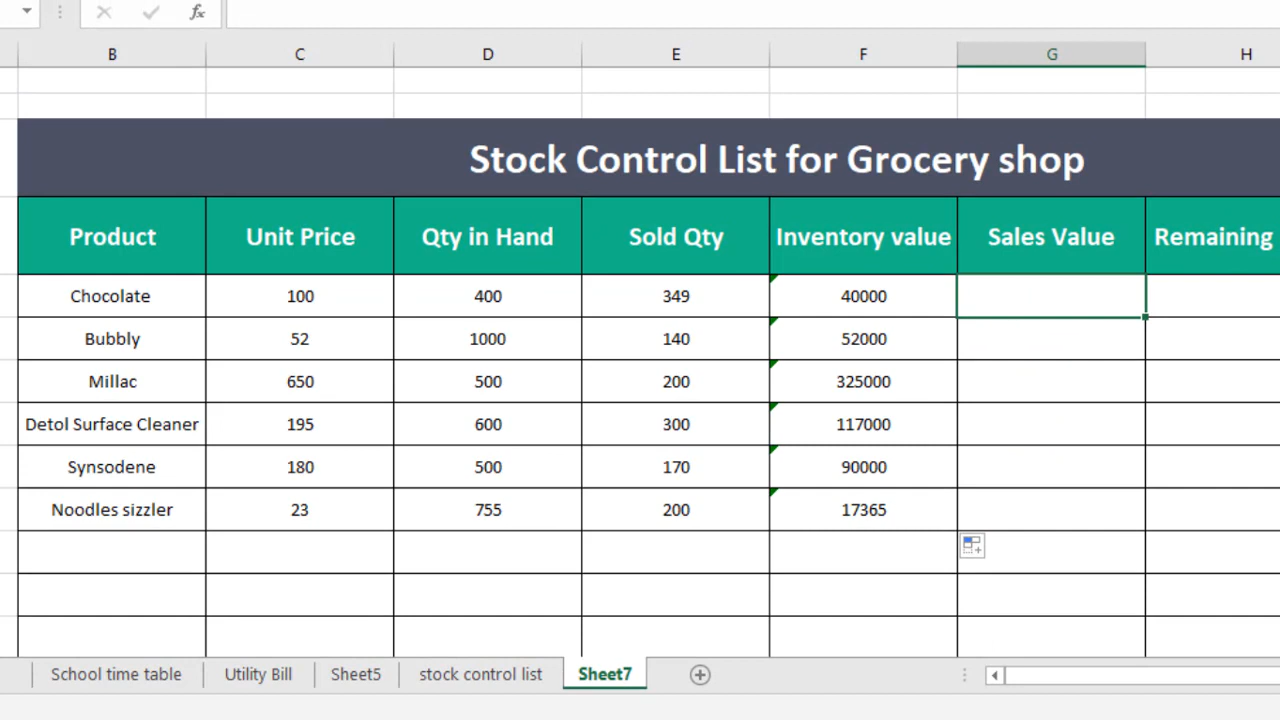 fx
B C D E F G H
Stock Control List for Grocery shop
Product Unit Price Qty in Hand Sold Qty Inventory value Sales Value Remaining
Chocolate 100 400 349 40000
Bubbly 52 1000 140 52000
Millac 650 500 200 325000
Detol Surface Cleaner 195 600 300 117000
Synsodene 180 500 170 90000
Noodles sizzler 23 755 200 17365
School time table Utility Bill Sheet5 stock control list Sheet7